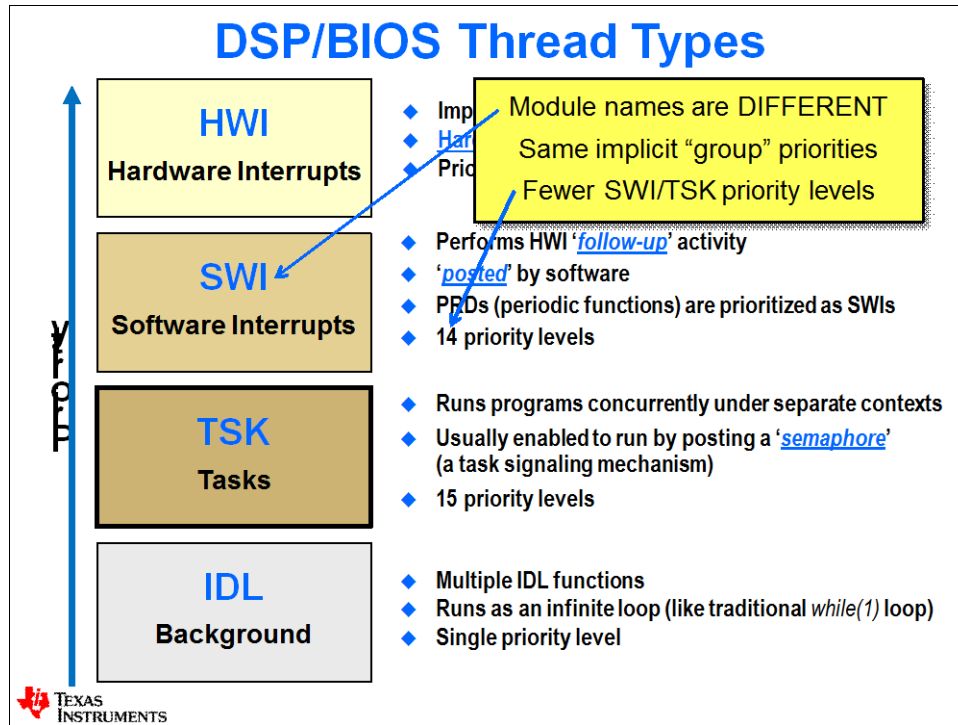 DSP/BIOS Thread Types
HWI
Hardware Interrupts
Module names are DIFFERENT
Same implicit “group” priorities
Fewer SWI/TSK priority levels
SWI
Software Interrupts
Performs HWI ‘follow-up’ activity
‘posted’ by software
PRDs (periodic functions) are prioritized as SWIs
14 priority levels
TSK
Tasks
Runs programs concurrently under separate contexts
Usually enabled to run by posting a ‘semaphore’
(a task signaling mechanism)
15 priority levels
IDL
Background
Multiple IDL functions
Runs as an infinite loop (like traditional while(1) loop)
Single priority level
TEXAS
INSTRUMENTS